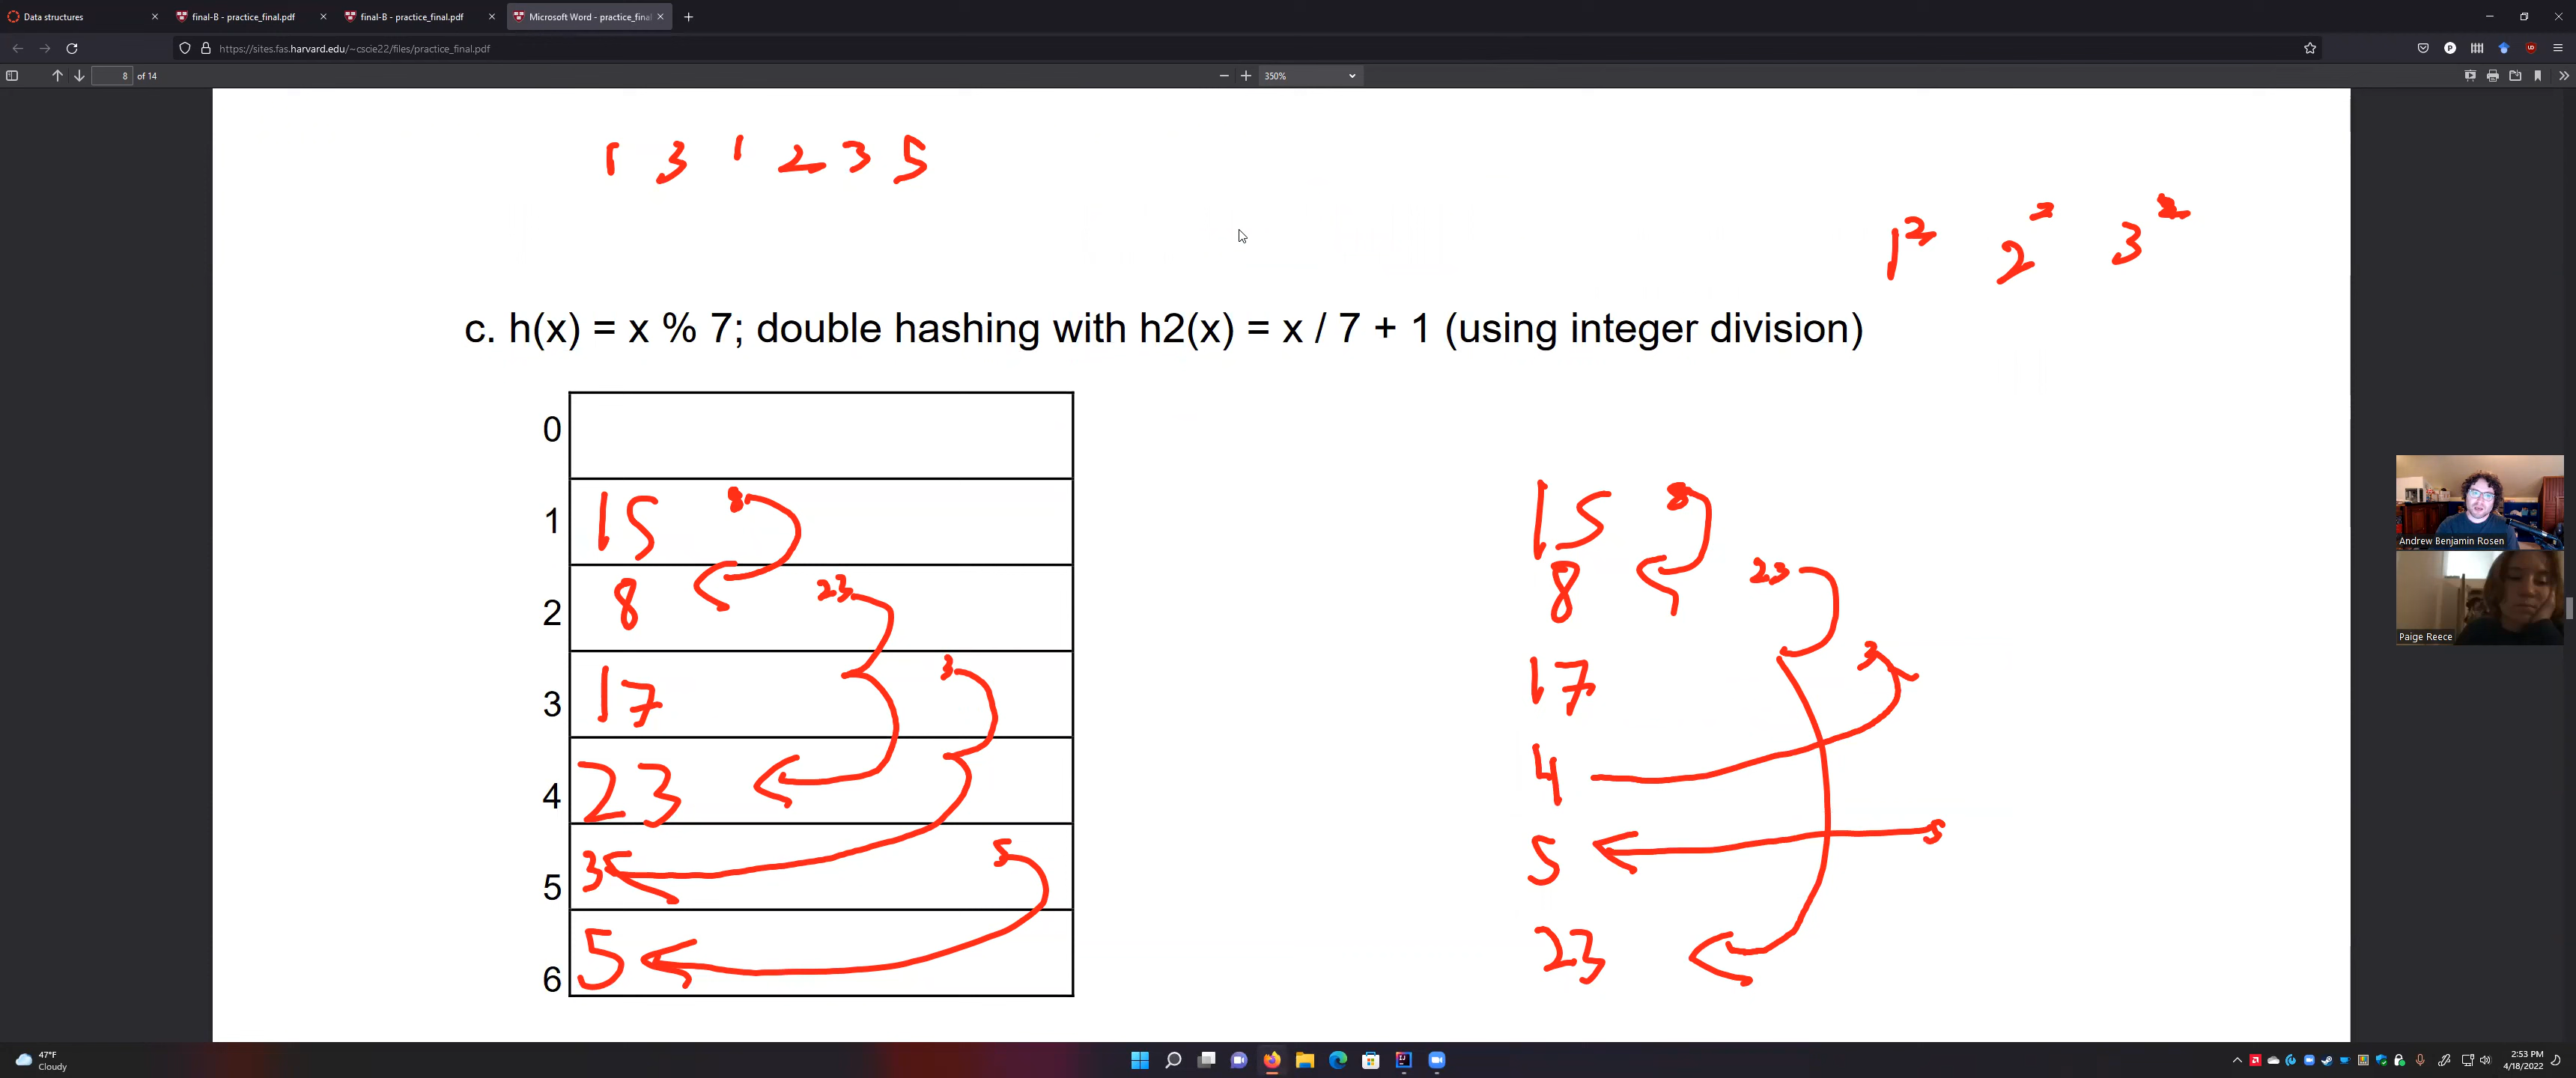 Data structures final-B - practice_final.pdf final-B - practice_final.pdf Microsoft Word - practice_final
https://sites.fas.harvard.edu/~cscie22/files/practice_final.pdf
8 of 14 350%
1 3 1 2 3 5
1² 2² 3²
c. h(x) = x % 7; double hashing with h2(x) = x / 7 + 1 (using integer division)
0
1 15 8
2 8 23
3 17 3
4 23
5 3 5
6 5
15 8
8 23
17 3
4
5 5
23
Andrew Benjamin Rosen
Paige Reece
47°F
Cloudy
2:53 PM
4/18/2022